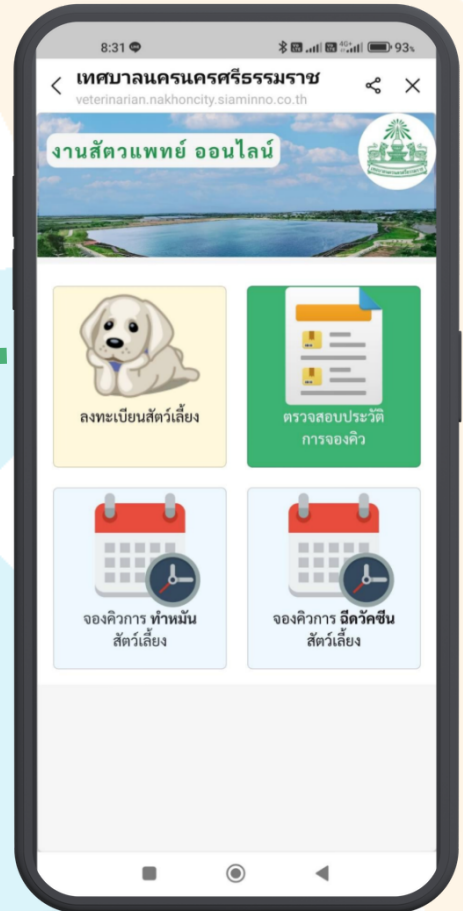 8:31
93%
เทศบาลนครนครศรีธรรมราช
veterinarian.nakhoncity.siaminno.co.th
งานสัตวแพทย์ ออนไลน์
ลงทะเบียนสัตว์เลี้ยง
ตรวจสอบประวัติ
การจองคิว
จองคิวการ ทำหมัน
สัตว์เลี้ยง
จองคิวการ ฉีดวัคซีน
สัตว์เลี้ยง